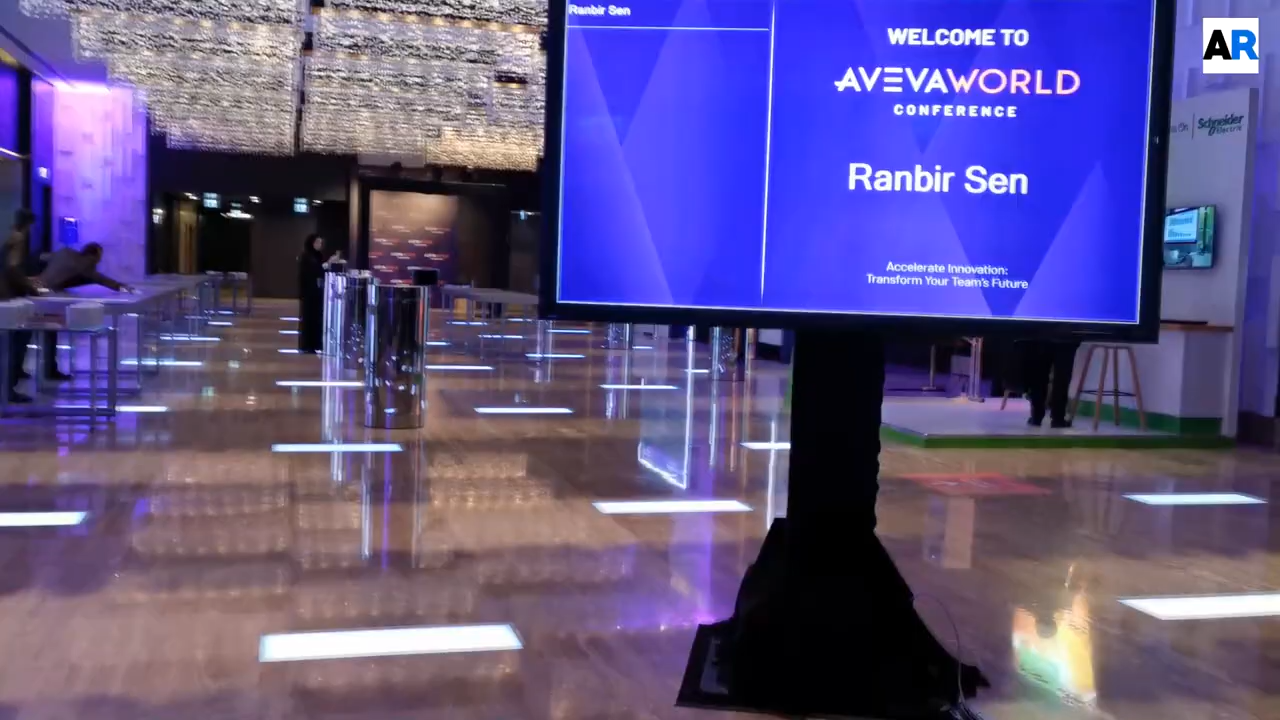 Ranbir Sen
WELCOME TO
AVEVAWORLD
CONFERENCE
Ranbir Sen
Accelerate Innovation:
Transform Your Team's Future
AR
Schneider
Electric